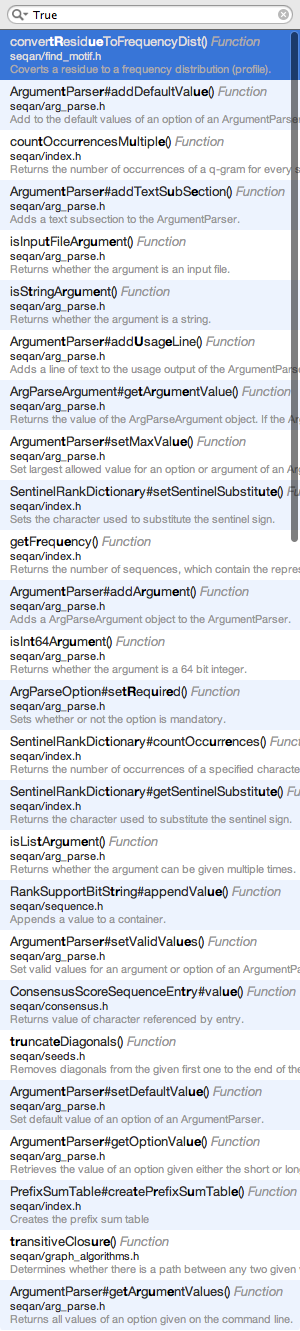 True
convertResidueToFrequencyDist() Function
seqan/find_motif.h
Coverts a residue to a frequency distribution (profile).
ArgumentParser#addDefaultValue() Function
seqan/arg_parse.h
Add to the default values of an option of an ArgumentParser.
countOccurrencesMultiple() Function
seqan/index.h
Returns the number of occurrences of a q-gram for every s
ArgumentParser#addTextSubSection() Function
seqan/arg_parse.h
Adds a text subsection to the ArgumentParser.
isInputFileArgument() Function
seqan/arg_parse.h
Returns whether the argument is an input file.
isStringArgument() Function
seqan/arg_parse.h
Returns whether the argument is a string.
ArgumentParser#addUsageLine() Function
seqan/arg_parse.h
Adds a line of text to the usage output of the ArgumentPars
ArgParseArgument#getArgumentValue() Function
seqan/arg_parse.h
Returns the value of the ArgParseArgument object. If the Ar
ArgumentParser#setMaxValue() Function
seqan/arg_parse.h
Set largest allowed value for an option or argument of an Ar
SentinelRankDictionary#setSentinelSubstitute() Fu
seqan/index.h
Sets the character used to substitute the sentinel sign.
getFrequency() Function
seqan/index.h
Returns the number of sequences, which contain the repres
ArgumentParser#addArgument() Function
seqan/arg_parse.h
Adds a ArgParseArgument object to the ArgumentParser.
isInt64Argument() Function
seqan/arg_parse.h
Returns whether the argument is a 64 bit integer.
ArgParseOption#setRequired() Function
seqan/arg_parse.h
Sets whether or not the option is mandatory.
SentinelRankDictionary#countOccurrences() Funct
seqan/index.h
Returns the number of occurrences of a specified characte
SentinelRankDictionary#getSentinelSubstitute() Fu
seqan/index.h
Returns the character used to substitute the sentinel sign.
isListArgument() Function
seqan/arg_parse.h
Returns whether the argument can be given multiple times.
RankSupportBitString#appendValue() Function
seqan/sequence.h
Appends a value to a container.
ArgumentParser#setValidValues() Function
seqan/arg_parse.h
Set valid values for an argument or option of an ArgumentPa
ConsensusScoreSequenceEntry#value() Function
seqan/consensus.h
Returns value of character referenced by entry.
truncateDiagonals() Function
seqan/seeds.h
Removes diagonals from the given first one to the end of the
ArgumentParser#setDefaultValue() Function
seqan/arg_parse.h
Set default value of an option of an ArgumentParser.
ArgumentParser#getOptionValue() Function
seqan/arg_parse.h
Retrieves the value of an option given either the short or long
PrefixSumTable#createPrefixSumTable() Function
seqan/index.h
Creates the prefix sum table
transitiveClosure() Function
seqan/graph_algorithms.h
Determines whether there is a path between any two given v
ArgumentParser#getArgumentValues() Function
seqan/arg_parse.h
Returns all values of an option given on the command line.